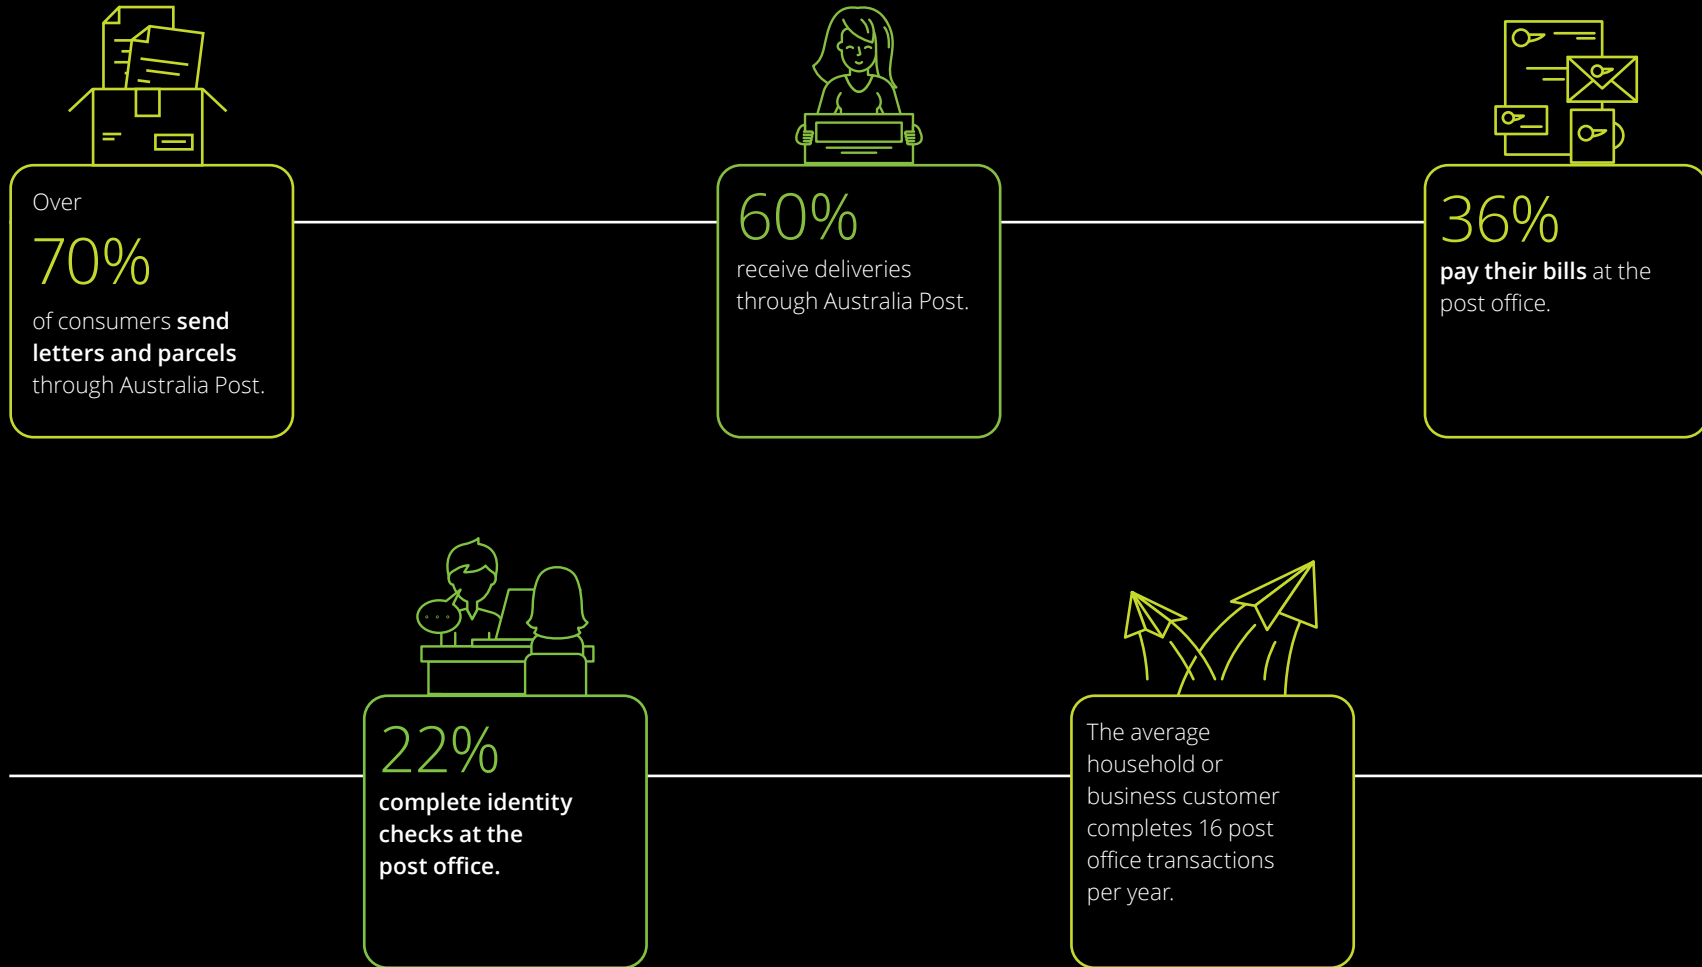 Over
70%
of consumers send
letters and parcels
through Australia Post.
60%
receive deliveries
through Australia Post.
36%
pay their bills at the
post office.
22%
complete identity
checks at the
post office.
The average
household or
business customer
completes 16 post
office transactions
per year.